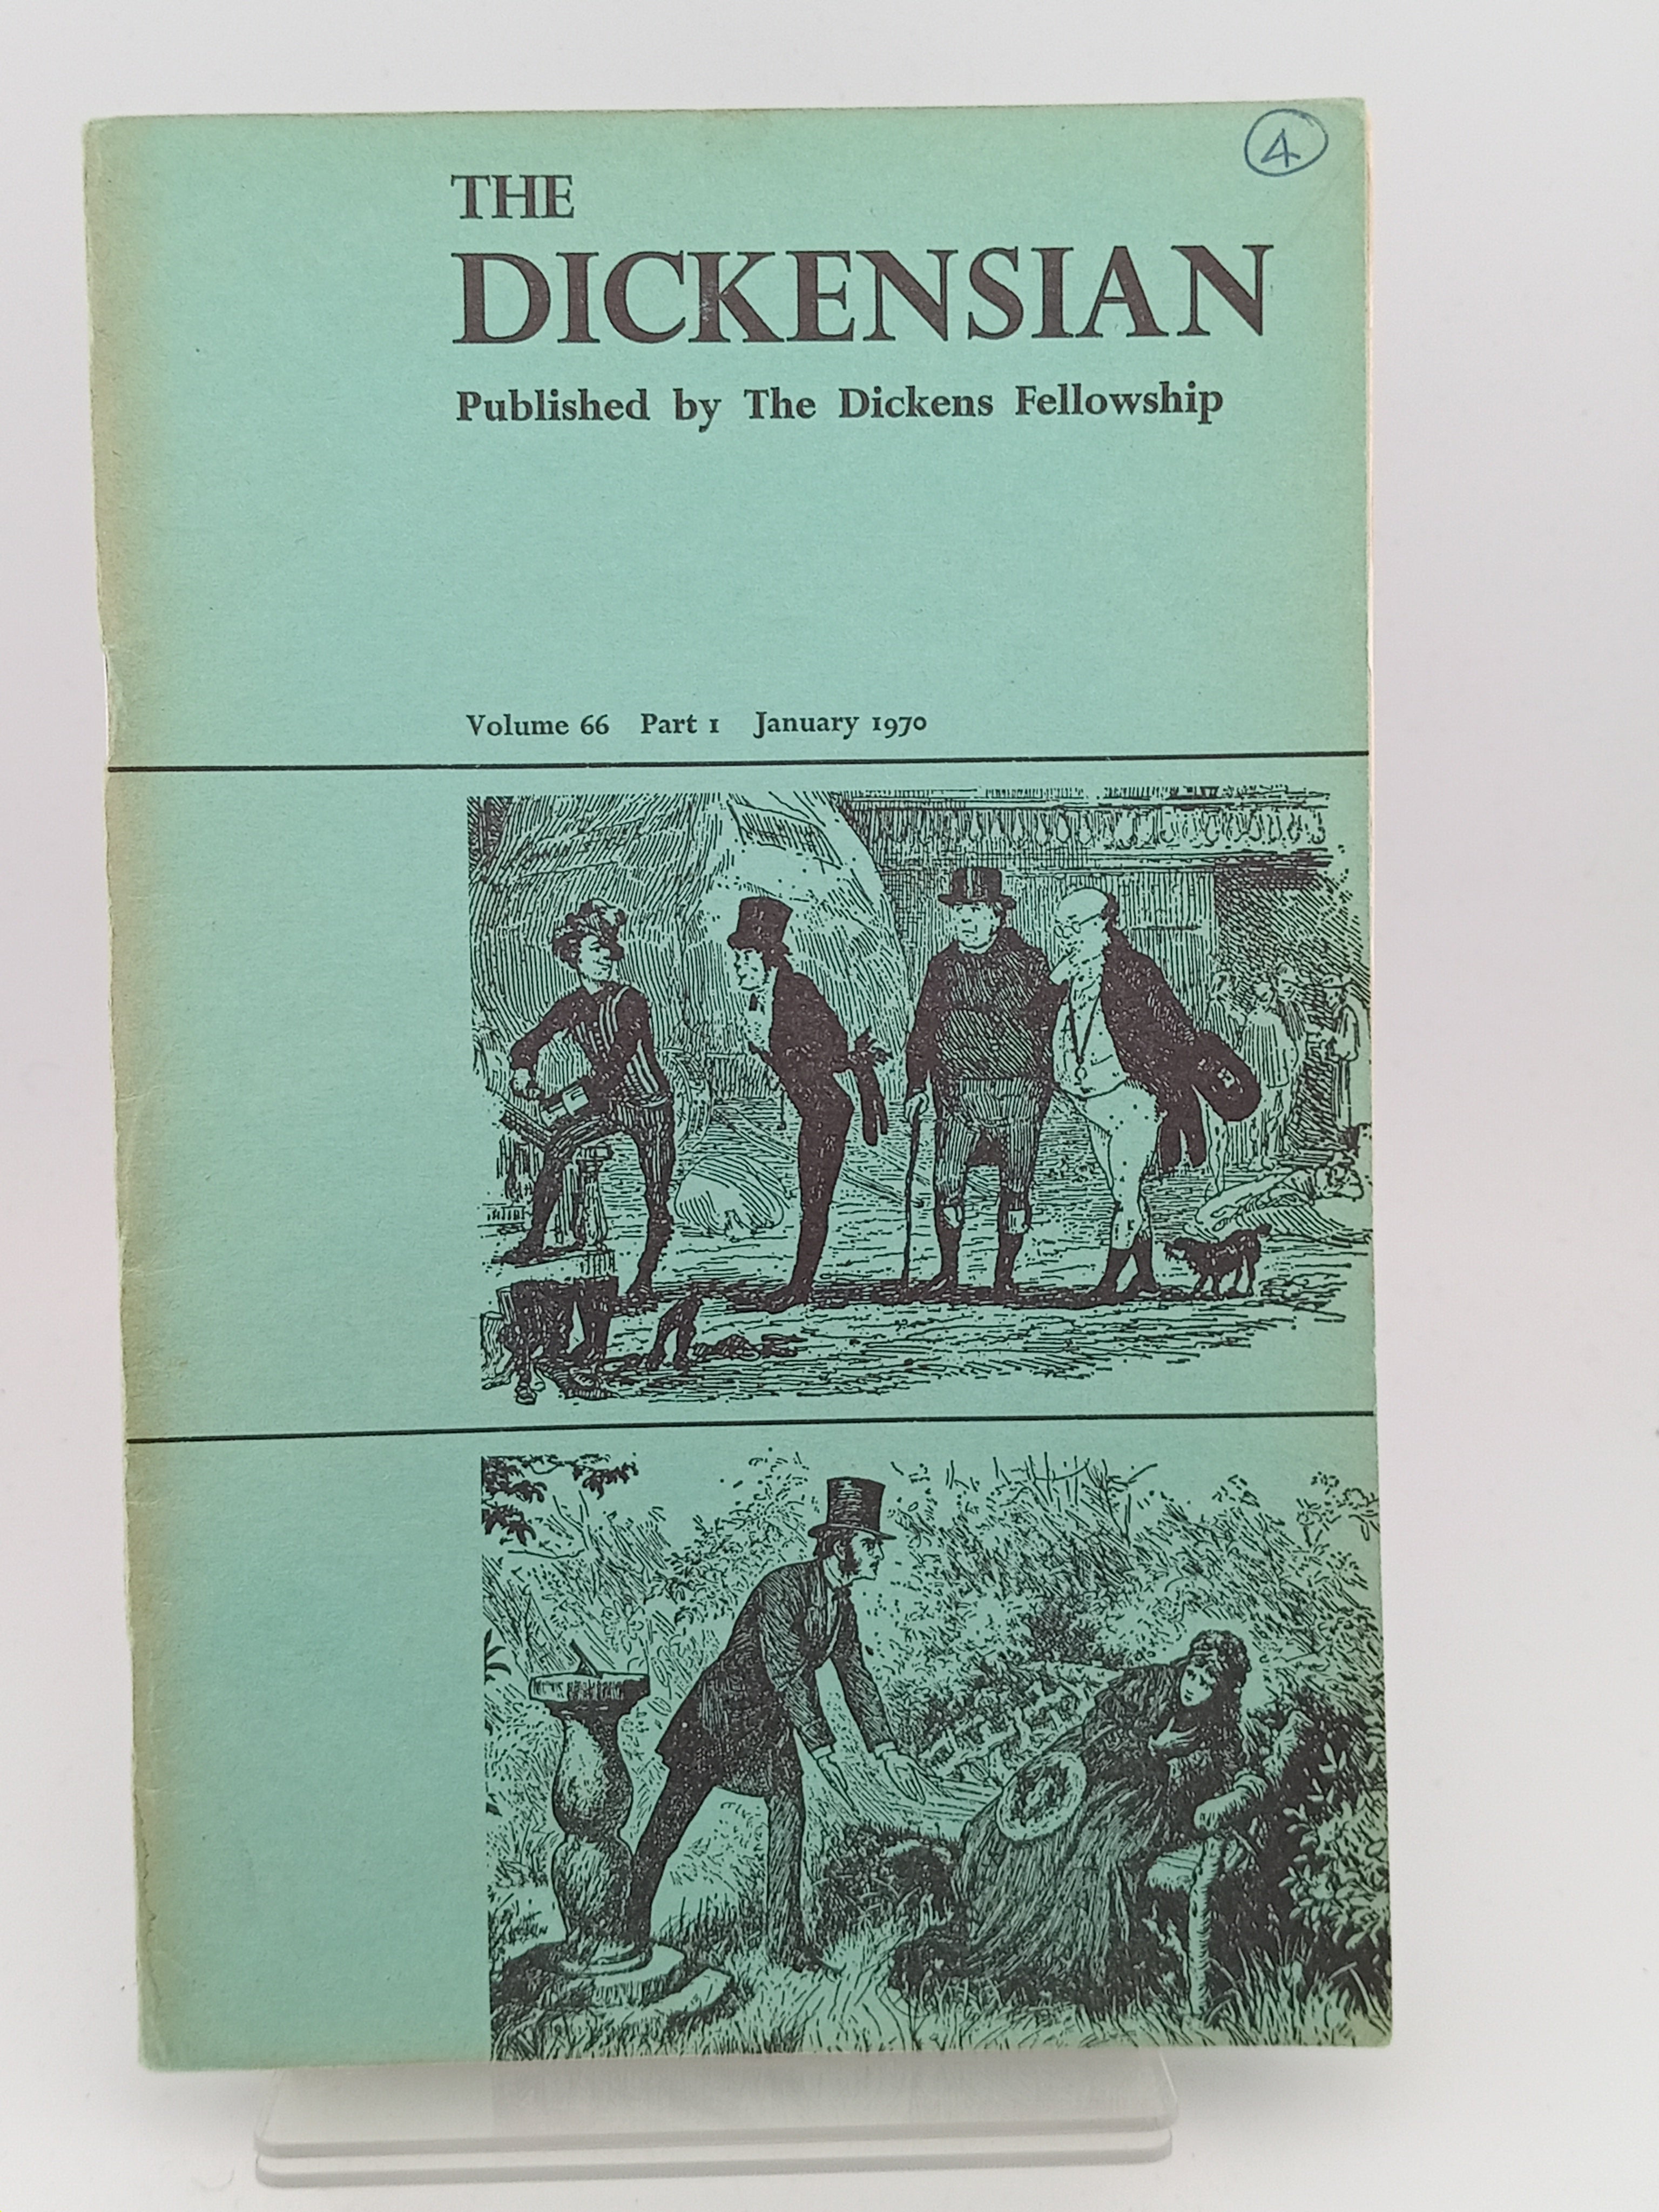 4
THE
DICKENSIAN
Published by The Dickens Fellowship
Volume 66 Part 1 January 1970